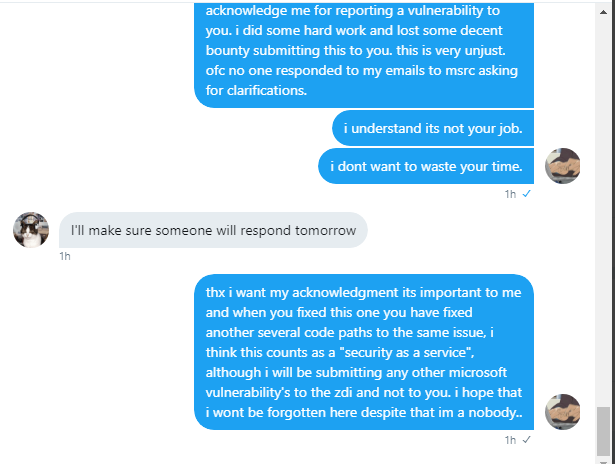 acknowledge me for reporting a vulnerability to
you. i did some hard work and lost some decent
bounty submitting this to you. this is very unjust.
ofc no one responded to my emails to msrc asking
for clarifications.
i understand its not your job.
i dont want to waste your time.
1h ✓
I'll make sure someone will respond tomorrow
1h
thx i want my acknowledgment its important to me
and when you fixed this one you have fixed
another several code paths to the same issue, i
think this counts as a "security as a service",
although i will be submitting any other microsoft
vulnerability's to the zdi and not to you. i hope that
i wont be forgotten here despite that im a nobody..
1h ✓